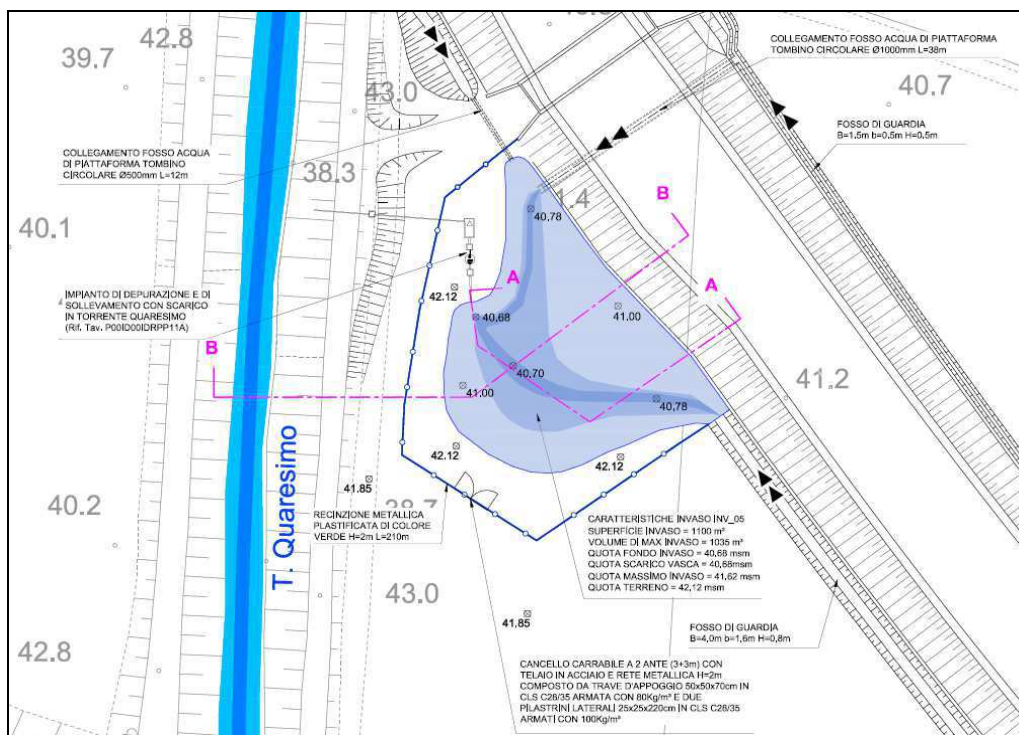 42.8
39.7
43.0
40.7
COLLEGAMENTO FOSSO ACQUA DI PIATTAFORMA
TOMBINO CIRCOLARE Ø1000mm L=38m
FOSSO DI GUARDIA
B=1,5m b=0.5m H=0.5m
COLLEGAMENTO FOSSO ACQUA
DI PIATTAFORMA TOMBINO
CIRCOLARE Ø500mm L=12m
38.3
1.4
40,78
B
40.1
42.12
A
A
IMPIANTO DI DEPURAZIONE E DI
SOLLEVAMENTO CON SCARICO
IN TORRENTE QUARESIMO
(Rif. Tav. P00ID00IDRPP11A)
40,68
41,00
B
40,70
41,00
40,78
41.2
42.12
42.12
T. Quaresimo
41.85
40.2
38.7
RECINZIONE METALLICA
PLASTIFICATA DI COLORE
VERDE H=2m L=210m
CARATTERISTICHE INVASO INV_05
SUPERFICIE INVASO = 1100 m²
VOLUME DI MAX INVASO = 1035 m³
QUOTA FONDO INVASO = 40,68 msm
QUOTA SCARICO VASCA = 40,68msm
QUOTA MASSIMO INVASO = 41,62 msm
QUOTA TERRENO = 42,12 msm
43.0
41.85
FOSSO DI GUARDIA
B=4,0m b=1,6m H=0,8m
42.8
CANCELLO CARRABILE A 2 ANTE (3+3m) CON
TELAIO IN ACCIAIO E RETE METALLICA H=2m
COMPOSTO DA TRAVE D'APPOGGIO 50x50x70cm IN
CLS C28/35 ARMATA CON 80Kg/m³ E DUE
PILASTRINI LATERALI 25x25x220cm IN CLS C28/35
ARMATI CON 100Kg/m³